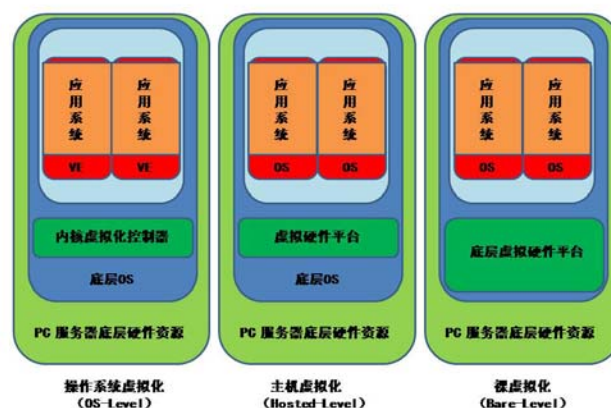 应用系统
应用系统
VE
VE
内核虚拟化控制器
底层OS
PC 服务器底层硬件资源
操作系统虚拟化
(OS-Level)
应用系统
应用系统
OS
OS
虚拟硬件平台
底层OS
PC 服务器底层硬件资源
主机虚拟化
(Hosted-Level)
应用系统
应用系统
OS
OS
底层虚拟硬件平台
PC 服务器底层硬件资源
裸虚拟化
(Bare-Level)